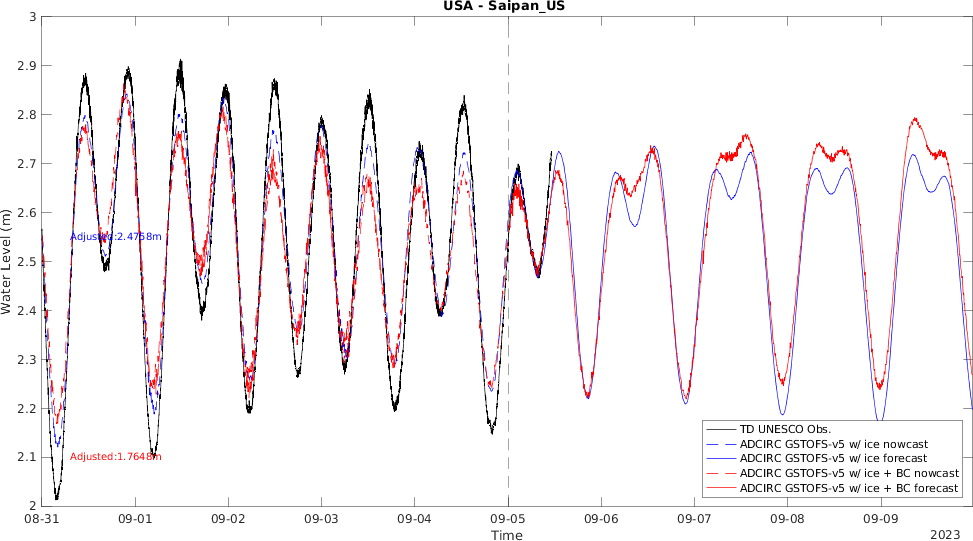 USA - Saipan_US
3
2.9
2.8
2.7
2.6
2.5
2.4
2.3
2.2
2.1
2
Water Level (m)
Adjusted:2.4758m
Adjusted:1.7648m
TD UNESCO Obs.
ADCIRC GSTOFS-v5 w/ ice nowcast
ADCIRC GSTOFS-v5 w/ ice forecast
ADCIRC GSTOFS-v5 w/ ice + BC nowcast
ADCIRC GSTOFS-v5 w/ ice + BC forecast
08-31 09-01 09-02 09-03 09-04 09-05 09-06 09-07 09-08 09-09
Time
2023